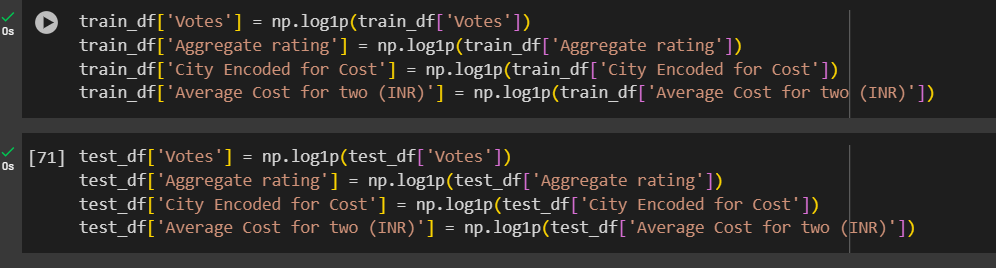 0s train_df['Votes'] = np.log1p(train_df['Votes'])
train_df['Aggregate rating'] = np.log1p(train_df['Aggregate rating'])
train_df['City Encoded for Cost'] = np.log1p(train_df['City Encoded for Cost'])
train_df['Average Cost for two (INR)'] = np.log1p(train_df['Average Cost for two (INR)'])
0s [71] test_df['Votes'] = np.log1p(test_df['Votes'])
test_df['Aggregate rating'] = np.log1p(test_df['Aggregate rating'])
test_df['City Encoded for Cost'] = np.log1p(test_df['City Encoded for Cost'])
test_df['Average Cost for two (INR)'] = np.log1p(test_df['Average Cost for two (INR)'])